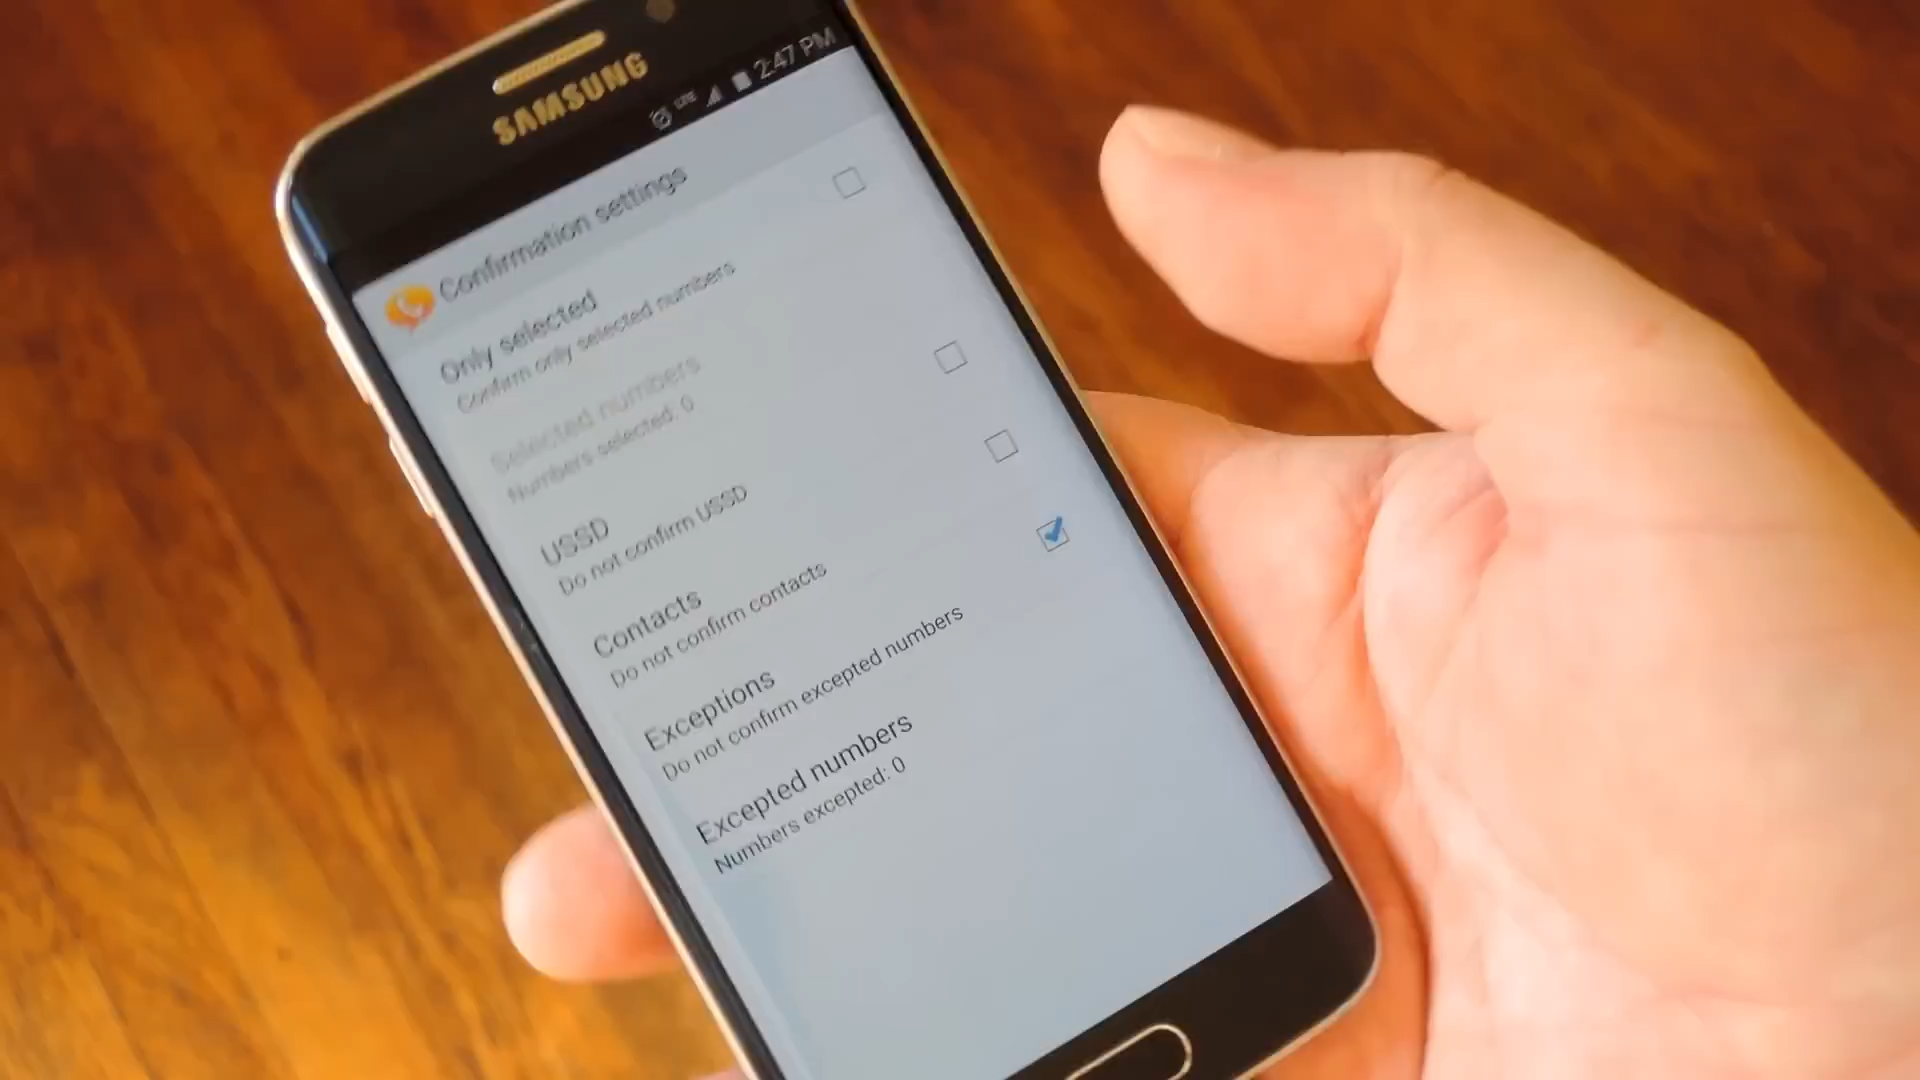 SAMSUNG
LTE 2:47 PM
Confirmation settings
Only selected
Confirm only selected numbers
Selected numbers
Numbers selected: 0
USSD
Do not confirm USSD
Contacts
Do not confirm contacts
Exceptions
Do not confirm excepted numbers
Excepted numbers
Numbers excepted: 0